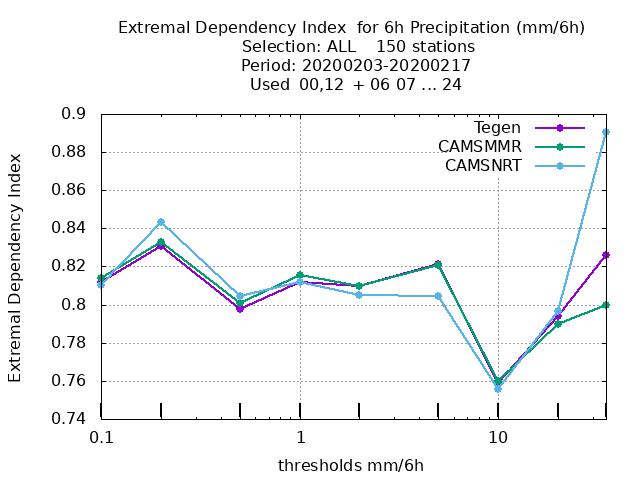 Extremal Dependency Index  for 6h Precipitation (mm/6h)
Selection: ALL    150 stations
Period: 20200203-20200217
Used  00,12  + 06 07 ... 24
0.9
0.88
0.86
0.84
0.82
0.8
0.78
0.76
0.74
Tegen
CAMSMMR
CAMSNRT
Extremal Dependency Index
0.1
1
10
thresholds mm/6h